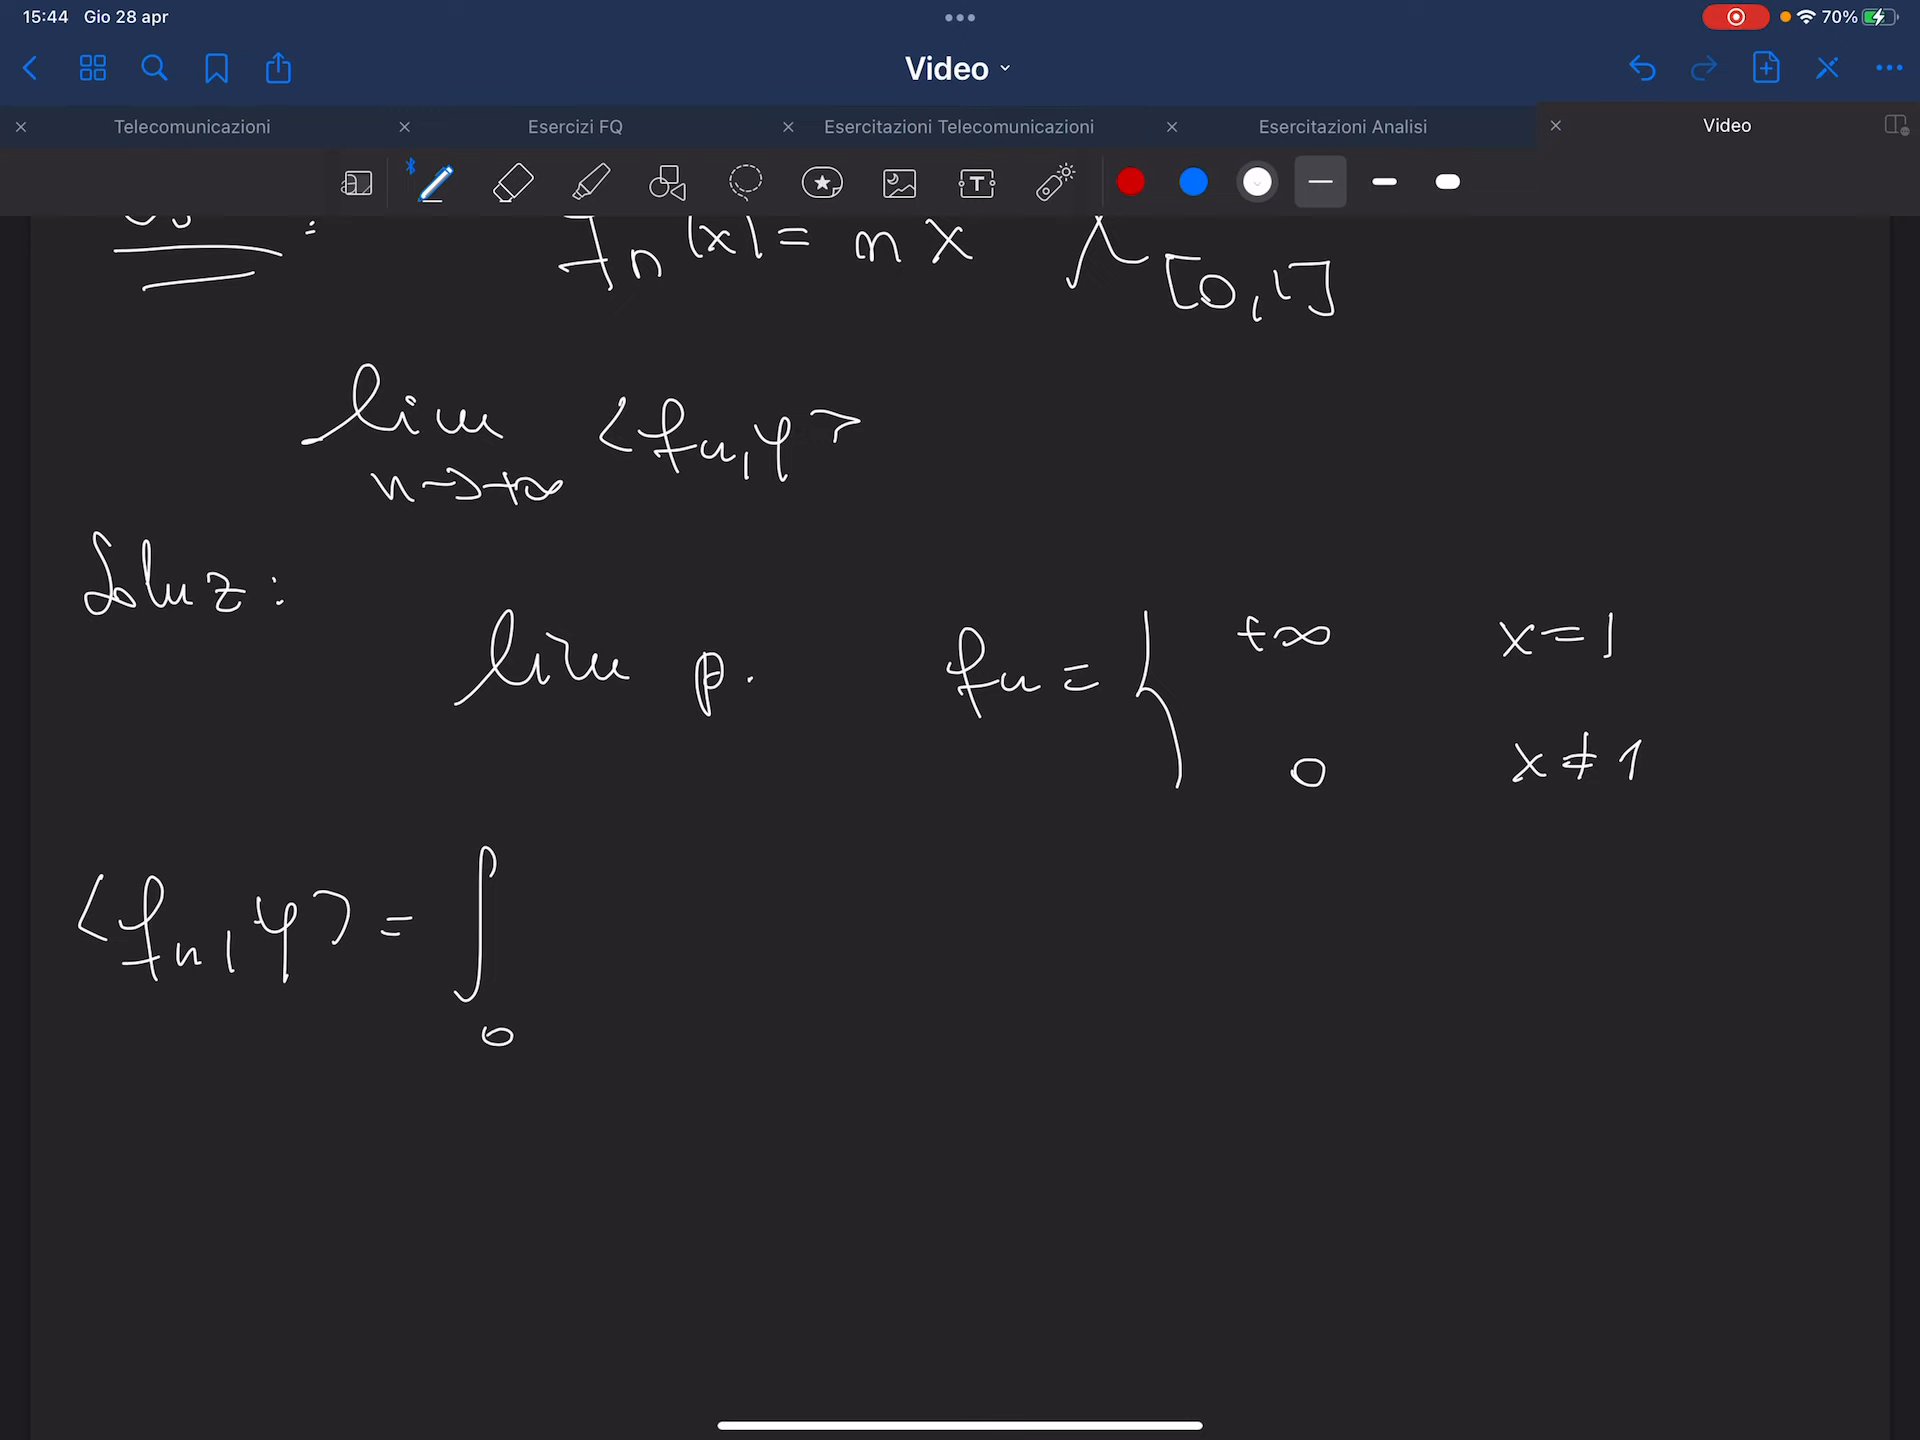 15:44 Gio 28 apr
70%
Video
Telecomunicazioni
Esercizi FQ
Esercitazioni Telecomunicazioni
Esercitazioni Analisi
Video
fn(x) = n x χ[0,1]
lim n→+∞ <fn,φ>
Soluz:
lim p. fn = { +∞ x=1
0 x≠1
<fn,φ> = ∫0